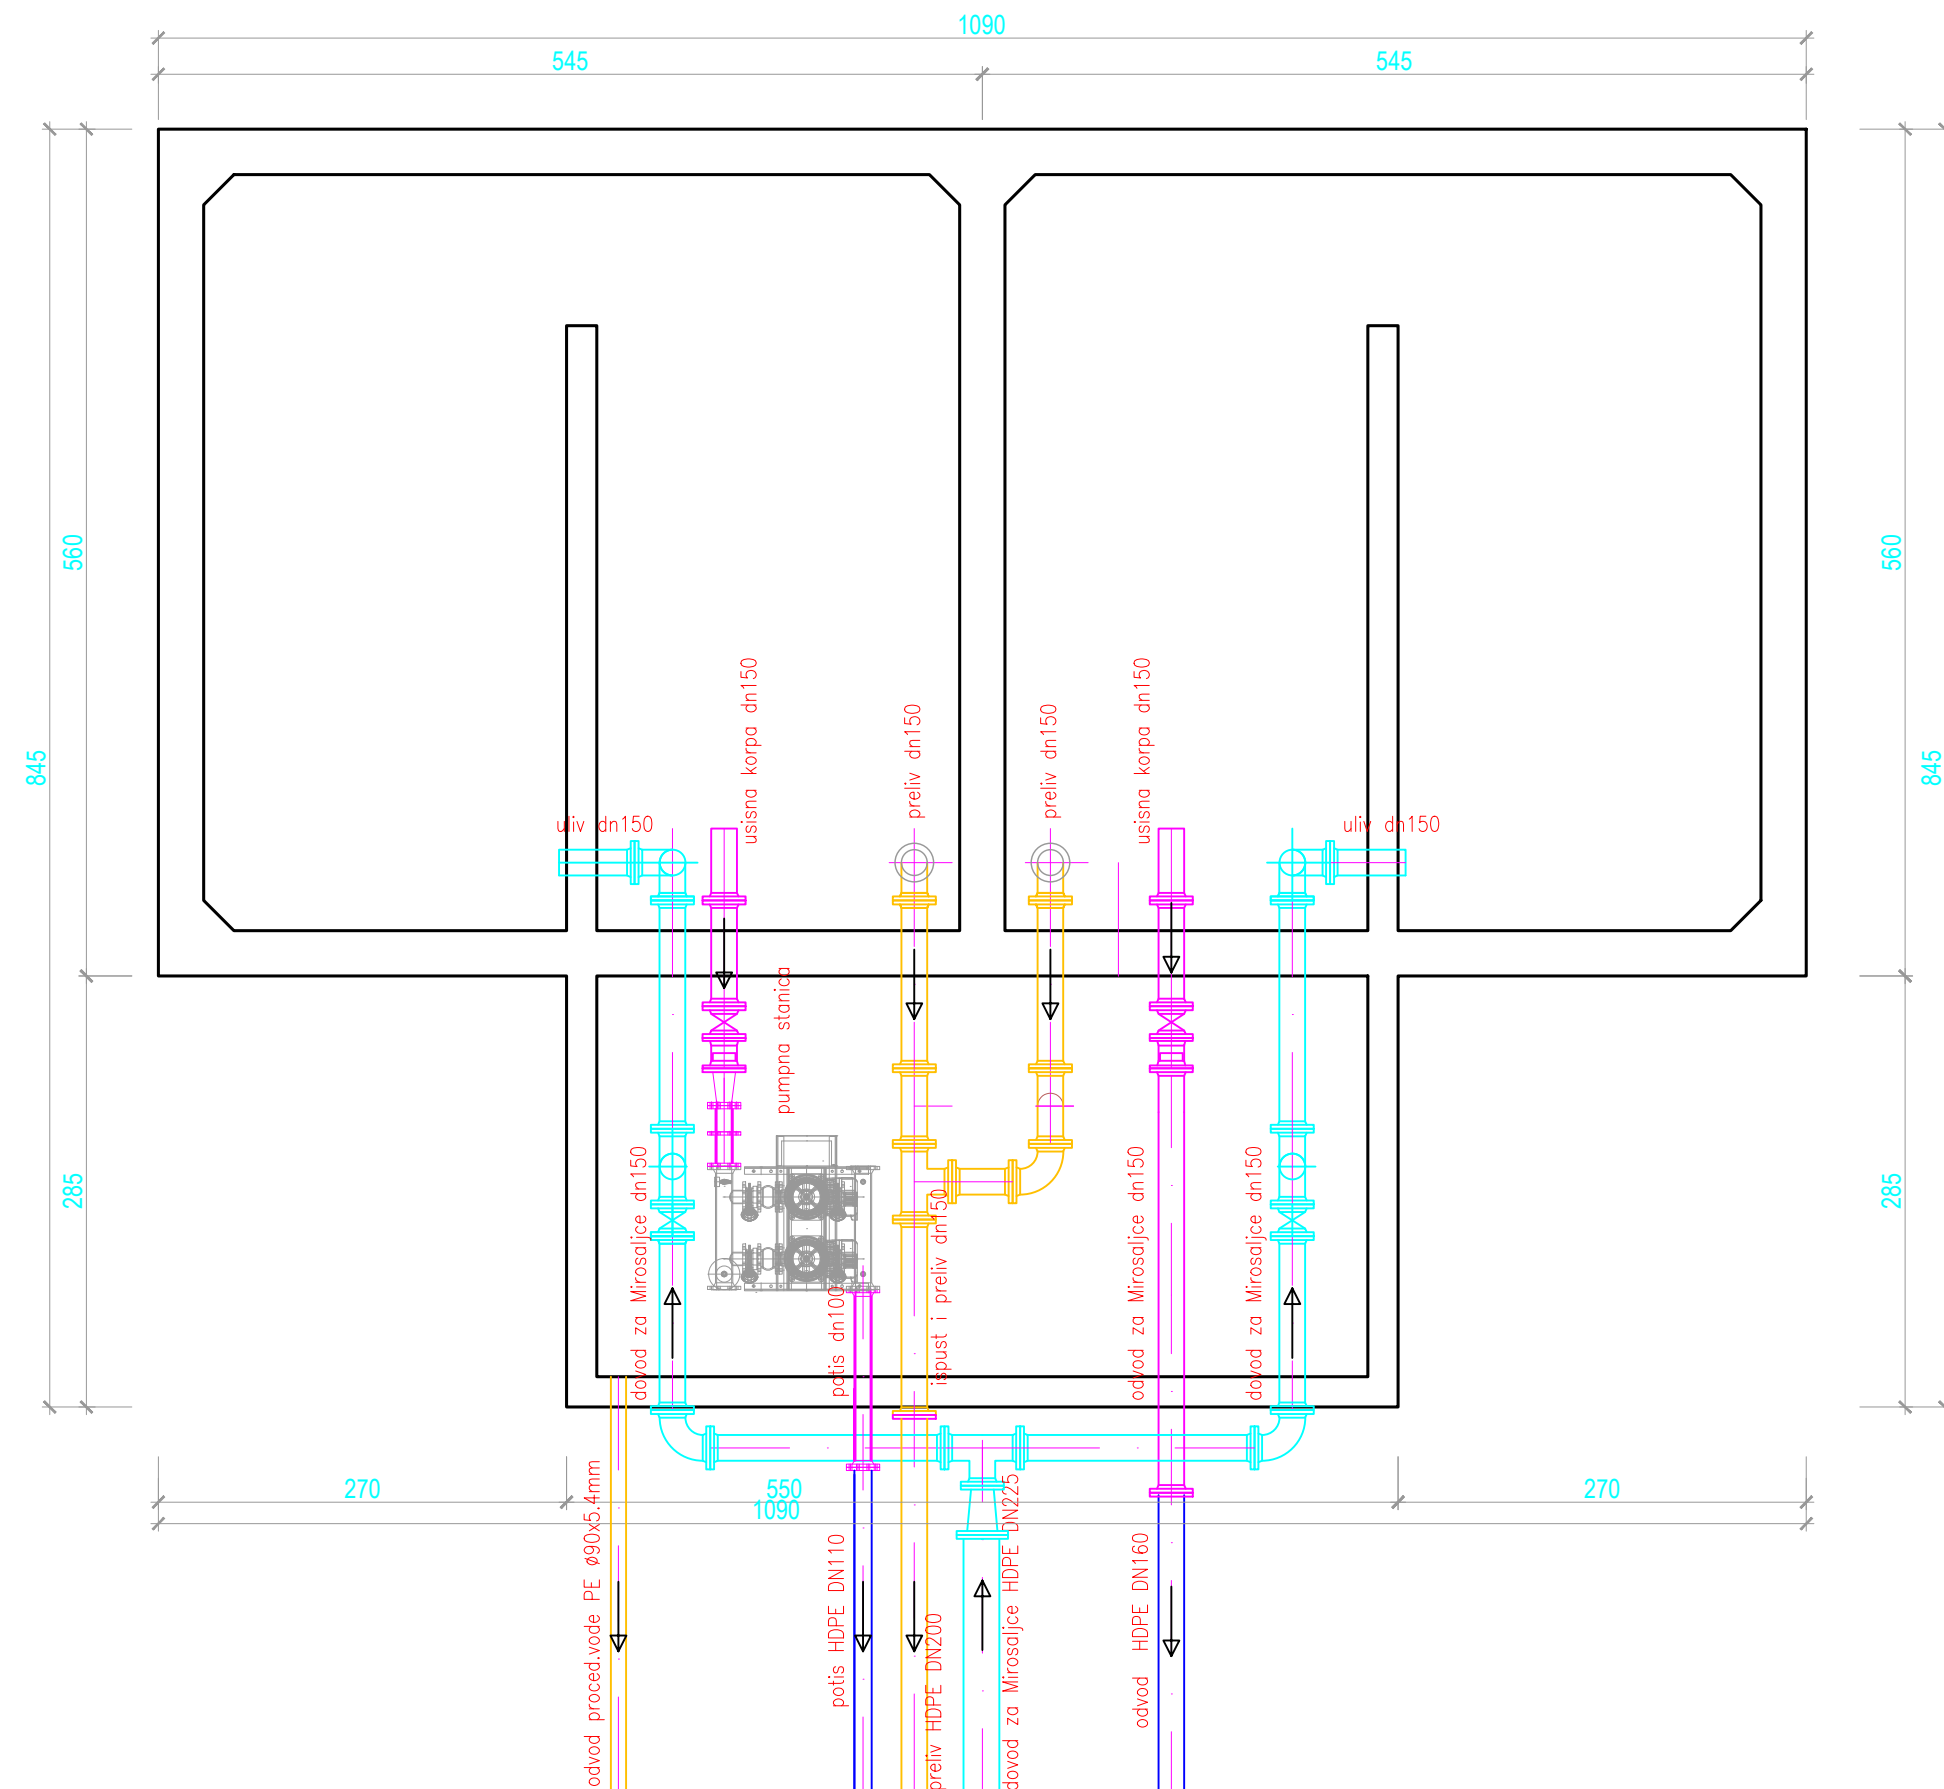 1090
545
545
560
845
560
845
usisna korpa dn150
preliv dn150
preliv dn150
usisna korpa dn150
uliv dn150
uliv dn150
pumpna stanica
285
285
dovod za Mirosaljce dn150
potis dn100
ispust i preliv dn150
odvod za Mirosaljce dn150
dovod za Mirosaljce dn150
270
550
270
1090
odvod proced.vode PE ø90x5.4mm
potis HDPE DN110
preliv HDPE DN200
dovod za Mirosaljce HDPE DN225
odvod HDPE DN160